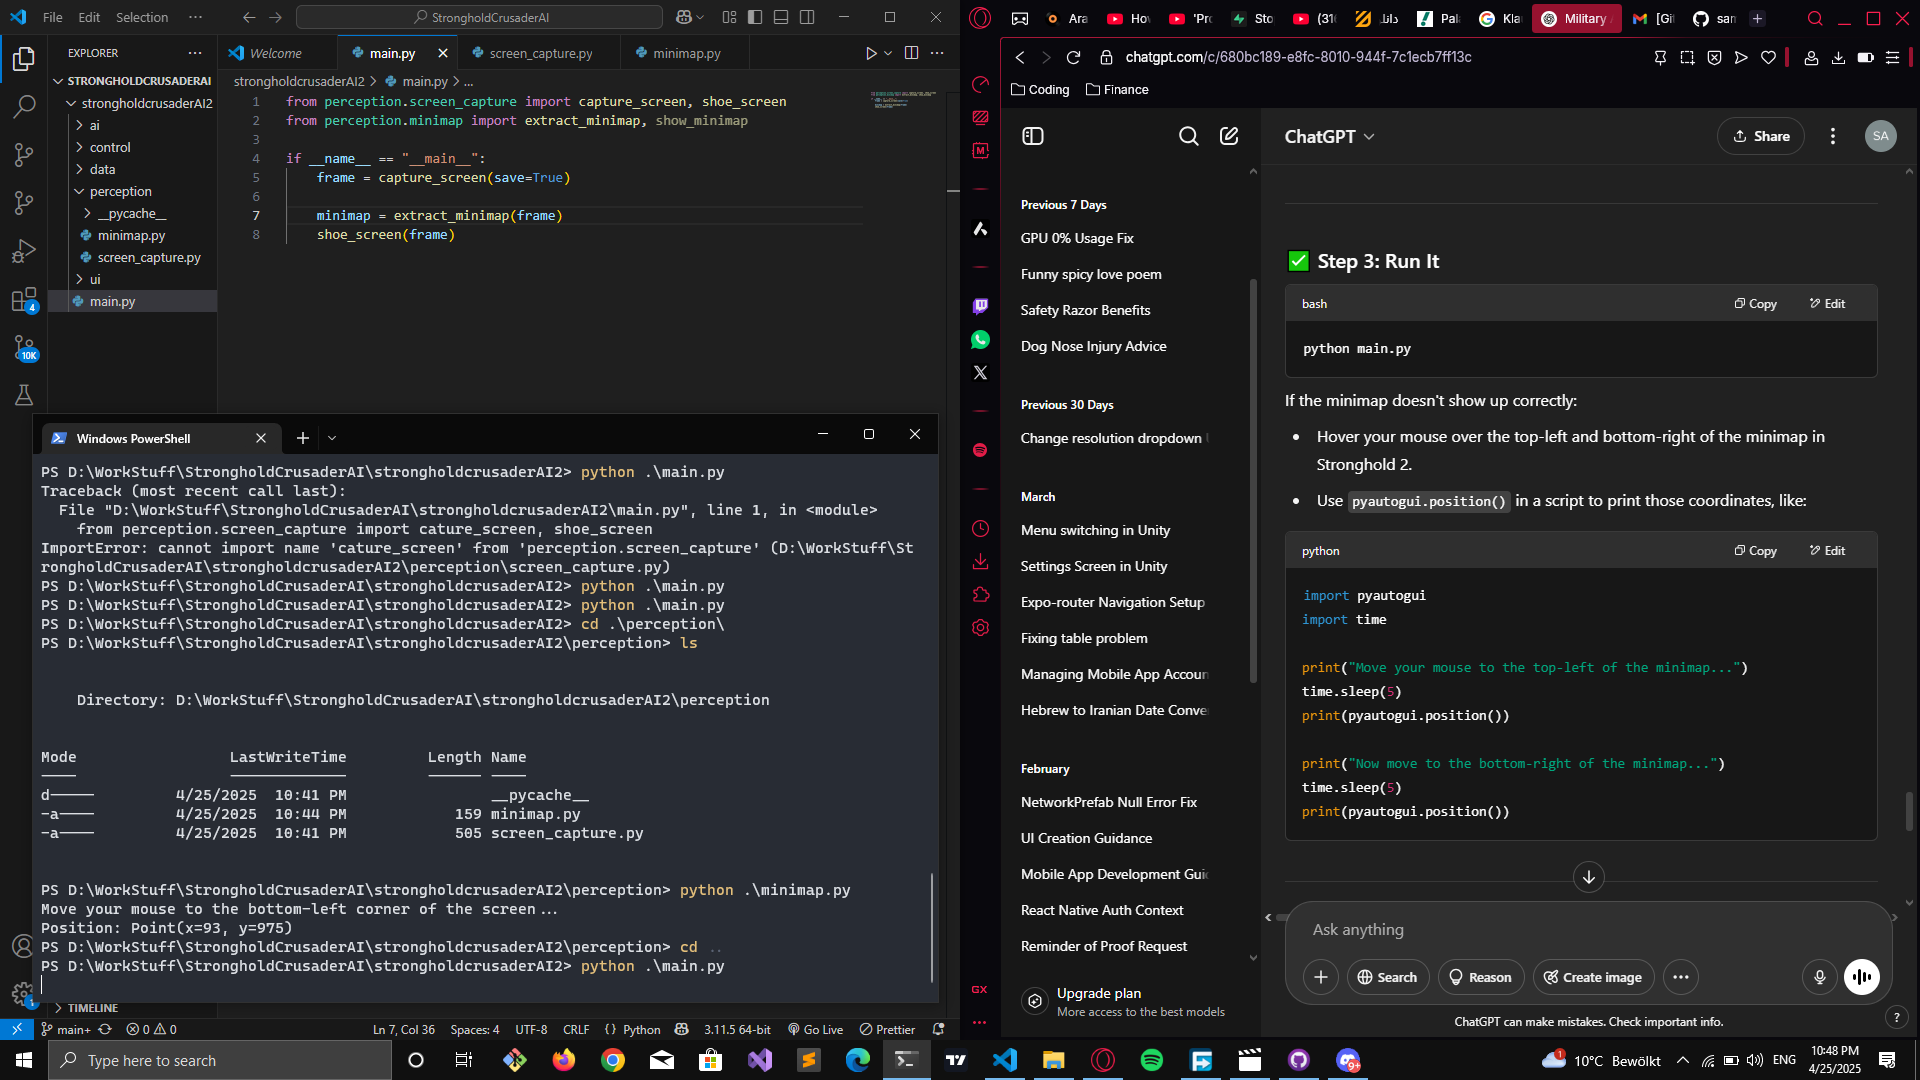 File Edit Selection ···
StrongholdCrusaderAI
EXPLORER ···
STRONGHOLDCRUSADERAI
strongholdcrusaderAI2
ai
control
data
perception
__pycache__
minimap.py
screen_capture.py
ui
main.py
4
10K
TIMELINE
Welcome
main.py
screen_capture.py
minimap.py
strongholdcrusaderAI2 > main.py > ...
1 from perception.screen_capture import capture_screen, shoe_screen
2 from perception.minimap import extract_minimap, show_minimap
3
4 if __name__ == "__main__":
5 frame = capture_screen(save=True)
6
7 minimap = extract_minimap(frame)
8 shoe_screen(frame)
Windows PowerShell
PS D:\WorkStuff\StrongholdCrusaderAI\strongholdcrusaderAI2> python .\main.py
Traceback (most recent call last):
File "D:\WorkStuff\StrongholdCrusaderAI\strongholdcrusaderAI2\main.py", line 1, in <module>
from perception.screen_capture import cature_screen, shoe_screen
ImportError: cannot import name 'cature_screen' from 'perception.screen_capture' (D:\WorkStuff\St
rongholdCrusaderAI\strongholdcrusaderAI2\perception\screen_capture.py)
PS D:\WorkStuff\StrongholdCrusaderAI\strongholdcrusaderAI2> python .\main.py
PS D:\WorkStuff\StrongholdCrusaderAI\strongholdcrusaderAI2> python .\main.py
PS D:\WorkStuff\StrongholdCrusaderAI\strongholdcrusaderAI2> cd .\perception\
PS D:\WorkStuff\StrongholdCrusaderAI\strongholdcrusaderAI2\perception> ls
Directory: D:\WorkStuff\StrongholdCrusaderAI\strongholdcrusaderAI2\perception
Mode LastWriteTime Length Name
---- ------------- ------ ----
d----- 4/25/2025 10:41 PM __pycache__
-a---- 4/25/2025 10:44 PM 159 minimap.py
-a---- 4/25/2025 10:41 PM 505 screen_capture.py
PS D:\WorkStuff\StrongholdCrusaderAI\strongholdcrusaderAI2\perception> python .\minimap.py
Move your mouse to the bottom-left corner of the screen...
Position: Point(x=93, y=975)
PS D:\WorkStuff\StrongholdCrusaderAI\strongholdcrusaderAI2\perception> cd ..
PS D:\WorkStuff\StrongholdCrusaderAI\strongholdcrusaderAI2> python .\main.py
main+ 0 0 Ln 7, Col 36 Spaces: 4 UTF-8 CRLF Python 3.11.5 64-bit Go Live Prettier
Ara Ho 'Pr Sto (31 Pal Kla Military [Gi san
chatgpt.com/c/680bc189-e8fc-8010-944f-7c1ecb7ff13c
Coding Finance
GX
Previous 7 Days
GPU 0% Usage Fix
Funny spicy love poem
Safety Razor Benefits
Dog Nose Injury Advice
Previous 30 Days
Change resolution dropdown
March
Menu switching in Unity
Settings Screen in Unity
Expo-router Navigation Setup
Fixing table problem
Managing Mobile App Accoun
Hebrew to Iranian Date Conve
February
NetworkPrefab Null Error Fix
UI Creation Guidance
Mobile App Development Gui
React Native Auth Context
Reminder of Proof Request
Upgrade plan
More access to the best models
ChatGPT
Share
SA
✅ Step 3: Run It
bash Copy Edit
python main.py
If the minimap doesn't show up correctly:
• Hover your mouse over the top-left and bottom-right of the minimap in
Stronghold 2.
• Use pyautogui.position() in a script to print those coordinates, like:
python Copy Edit
import pyautogui
import time
print("Move your mouse to the top-left of the minimap...")
time.sleep(5)
print(pyautogui.position())
print("Now move to the bottom-right of the minimap...")
time.sleep(5)
print(pyautogui.position())
Ask anything
Search Reason Create image
ChatGPT can make mistakes. Check important info.
?
Type here to search
10°C Bewölkt
ENG
10:48 PM
4/25/2025